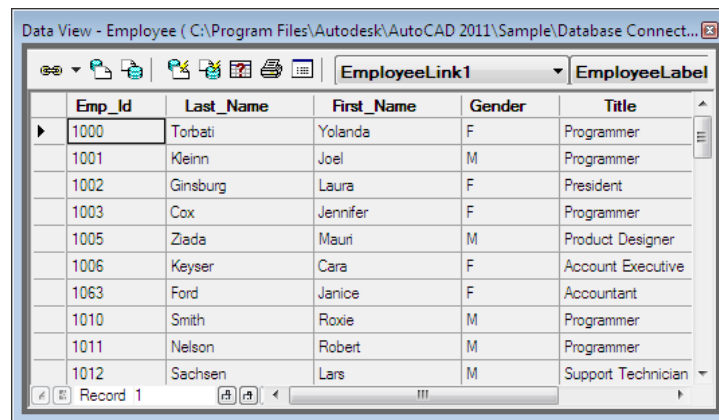 Data View - Employee ( C:\Program Files\Autodesk\AutoCAD 2011\Sample\Database Connect...
EmployeeLink1 EmployeeLabel
Emp_Id Last_Name First_Name Gender Title
1000 Torbati Yolanda F Programmer
1001 Kleinn Joel M Programmer
1002 Ginsburg Laura F President
1003 Cox Jennifer F Programmer
1005 Ziada Mauri M Product Designer
1006 Keyser Cara F Account Executive
1063 Ford Janice F Accountant
1010 Smith Roxie M Programmer
1011 Nelson Robert M Programmer
1012 Sachsen Lars M Support Technician
Record 1